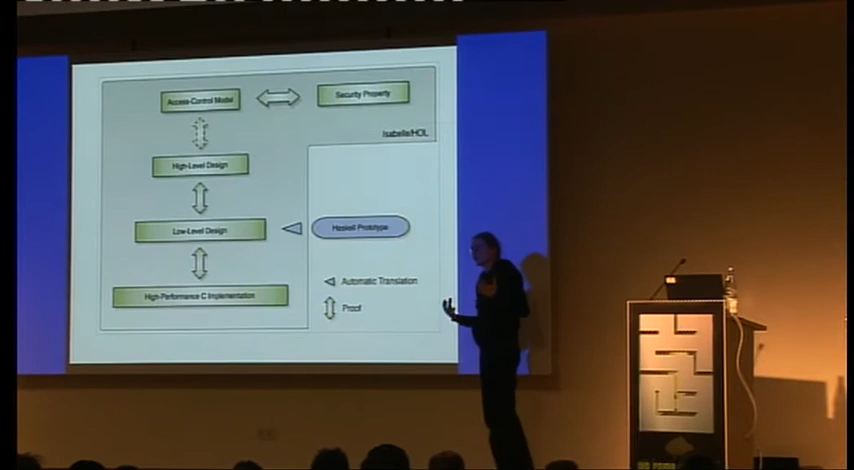 Access-Control Model
Security Property
Isabelle/HOL
High-Level Design
Low-Level Design
Haskell Prototype
High-Performance C Implementation
Automatic Translation
Proof